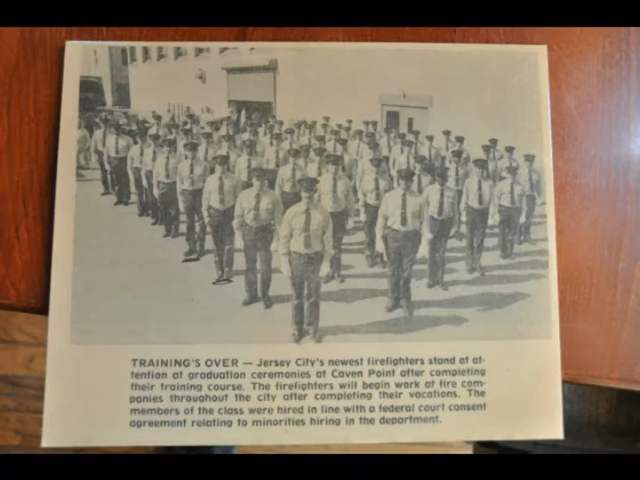 TRAINING'S OVER — Jersey City's newest firefighters stand at at-
tention at graduation ceremonies at Caven Point after completing
their training course. The firefighters will begin work at fire com-
panies throughout the city after completing their vacations. The
members of the class were hired in line with a federal court consent
agreement relating to minorities hiring in the department.